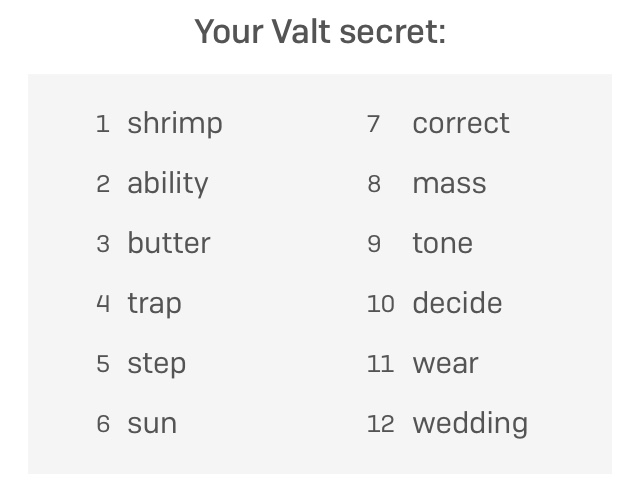 Your Valt secret:
1 shrimp
2 ability
3 butter
4 trap
5 step
6 sun
7 correct
8 mass
9 tone
10 decide
11 wear
12 wedding